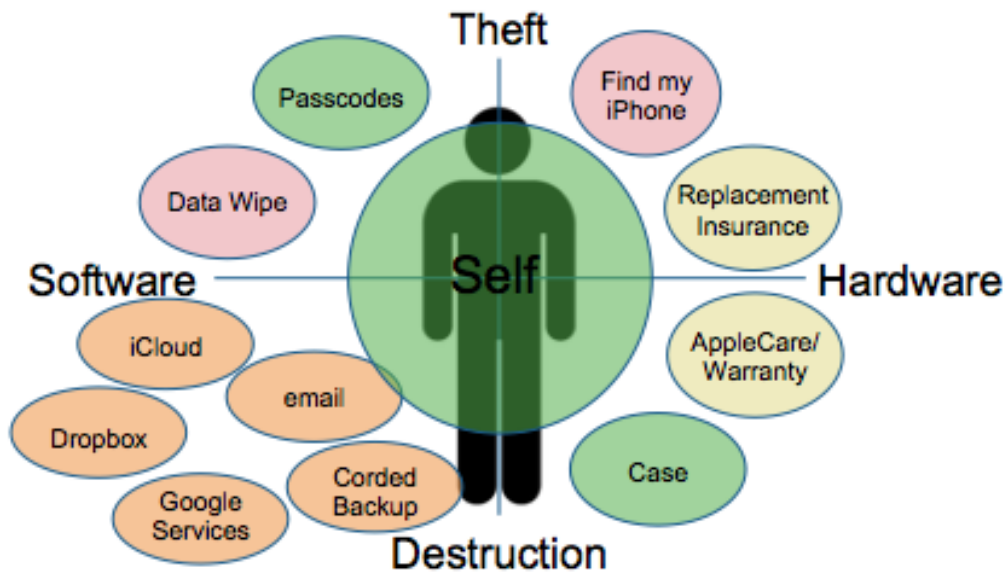 Theft
Passcodes
Find my
iPhone
Data Wipe
Replacement
Insurance
Software
Self
Hardware
iCloud
AppleCare/
Warranty
email
Dropbox
Case
Corded
Backup
Google
Services
Destruction